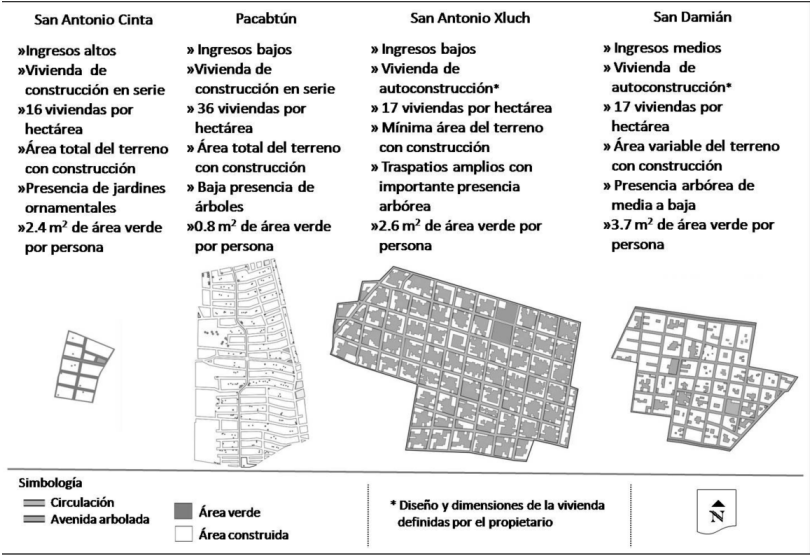 San Antonio Cinta
»Ingresos altos
»Vivienda de
construcción en serie
»16 viviendas por
hectárea
»Área total del terreno
con construcción
»Presencia de jardines
ornamentales
»2.4 m² de área verde
por persona
Pacabtún
» Ingresos bajos
»Vivienda de
construcción en serie
» 36 viviendas por
hectárea
» Área total del terreno
con construcción
» Baja presencia de
árboles
»0.8 m² de área verde
por persona
San Antonio Xluch
» Ingresos bajos
» Vivienda de
autoconstrucción*
» 17 viviendas por hectárea
» Mínima área del terreno
con construcción
» Traspatios amplios con
importante presencia
arbórea
»2.6 m² de área verde por
persona
San Damián
» Ingresos medios
» Vivienda de
autoconstrucción*
» 17 viviendas por
hectárea
» Área variable del terreno
con construcción
» Presencia arbórea de
media a baja
»3.7 m² de área verde por
persona
Simbología
Circulación
Avenida arbolada
Área verde
Área construida
* Diseño y dimensiones de la vivienda
definidas por el propietario
N